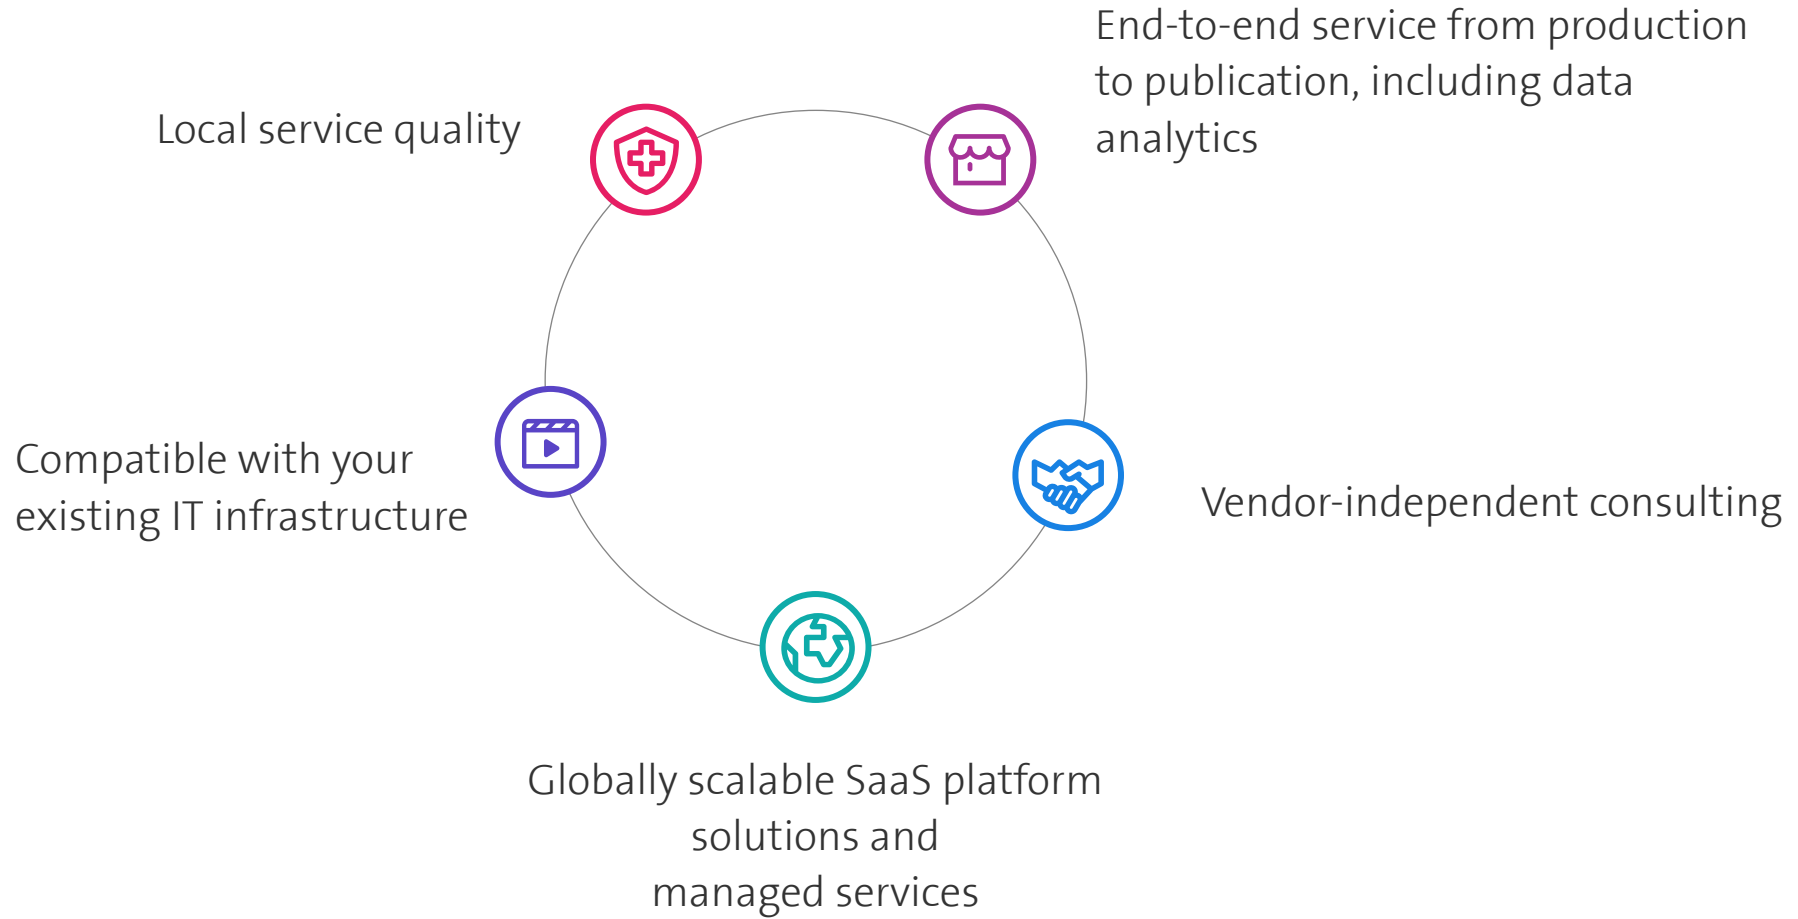 End-to-end service from production
to publication, including data
analytics
Local service quality
Compatible with your
existing IT infrastructure
Vendor-independent consulting
Globally scalable SaaS platform
solutions and
managed services